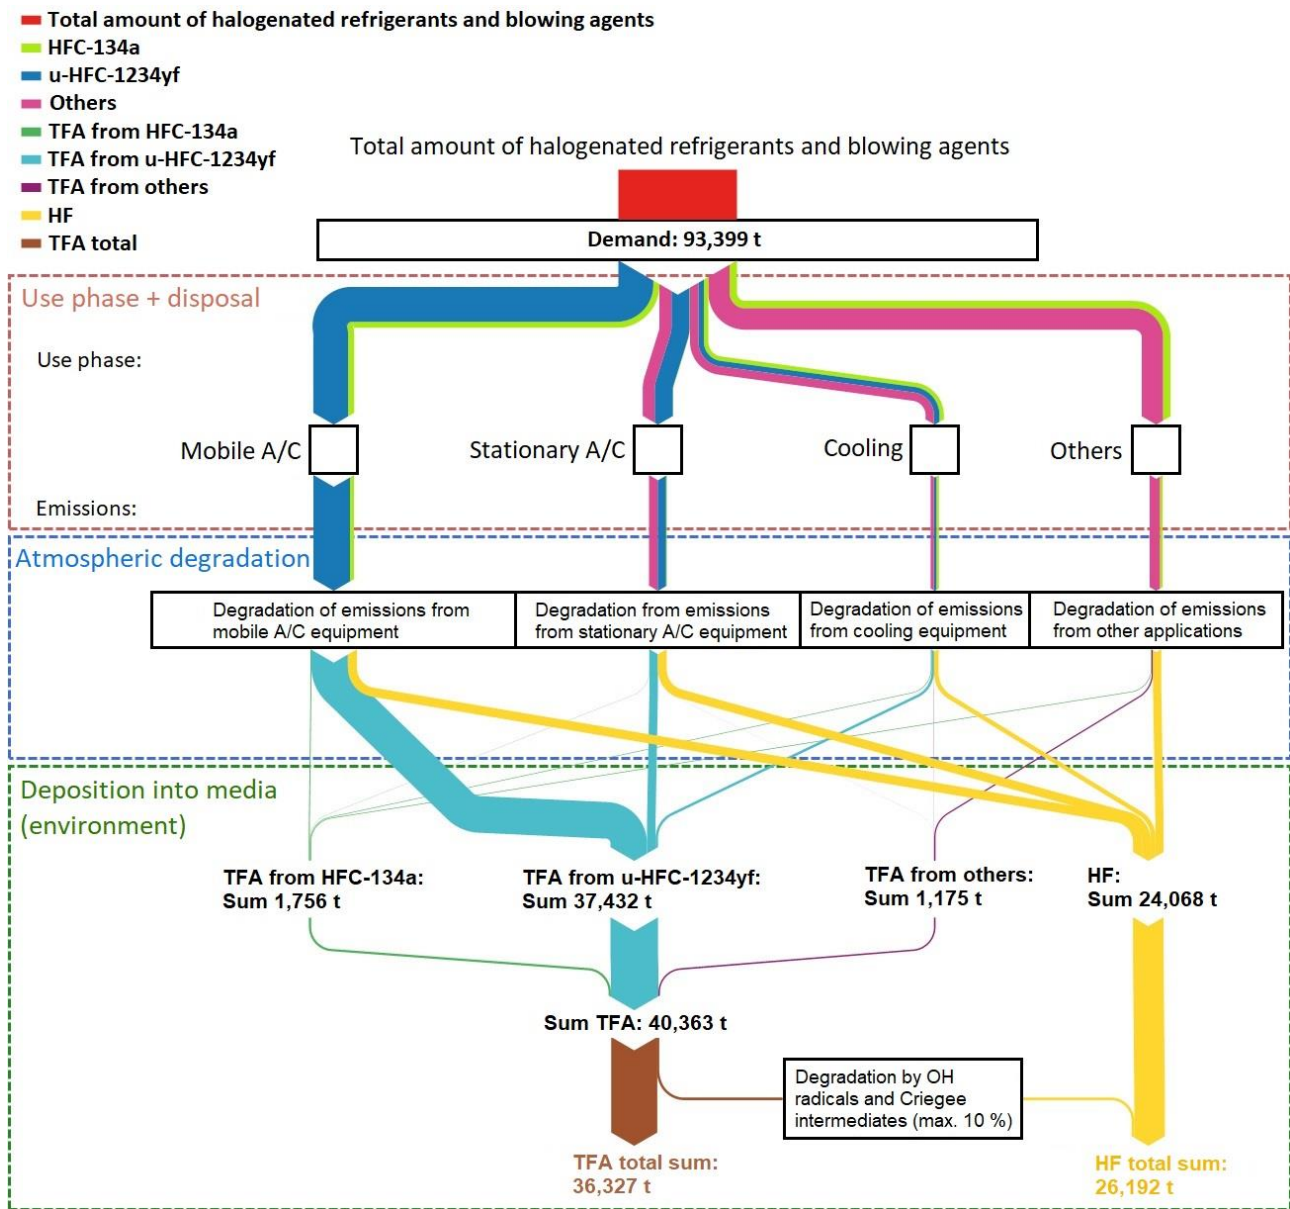 Total amount of halogenated refrigerants and blowing agents
HFC-134a
u-HFC-1234yf
Others
TFA from HFC-134a
TFA from u-HFC-1234yf
TFA from others
HF
TFA total
Total amount of halogenated refrigerants and blowing agents
Demand: 93,399 t
Use phase + disposal
Use phase:
Mobile A/C
Stationary A/C
Cooling
Others
Emissions:
Atmospheric degradation
Degradation of emissions from
mobile A/C equipment
Degradation from emissions
from stationary A/C equipment
Degradation of emissions
from cooling equipment
Degradation of emissions
from other applications
Deposition into media
(environment)
TFA from HFC-134a:
Sum 1,756 t
TFA from u-HFC-1234yf:
Sum 37,432 t
TFA from others:
Sum 1,175 t
HF:
Sum 24,068 t
Sum TFA: 40,363 t
Degradation by OH
radicals and Criegee
intermediates (max. 10 %)
TFA total sum:
36,327 t
HF total sum:
26,192 t